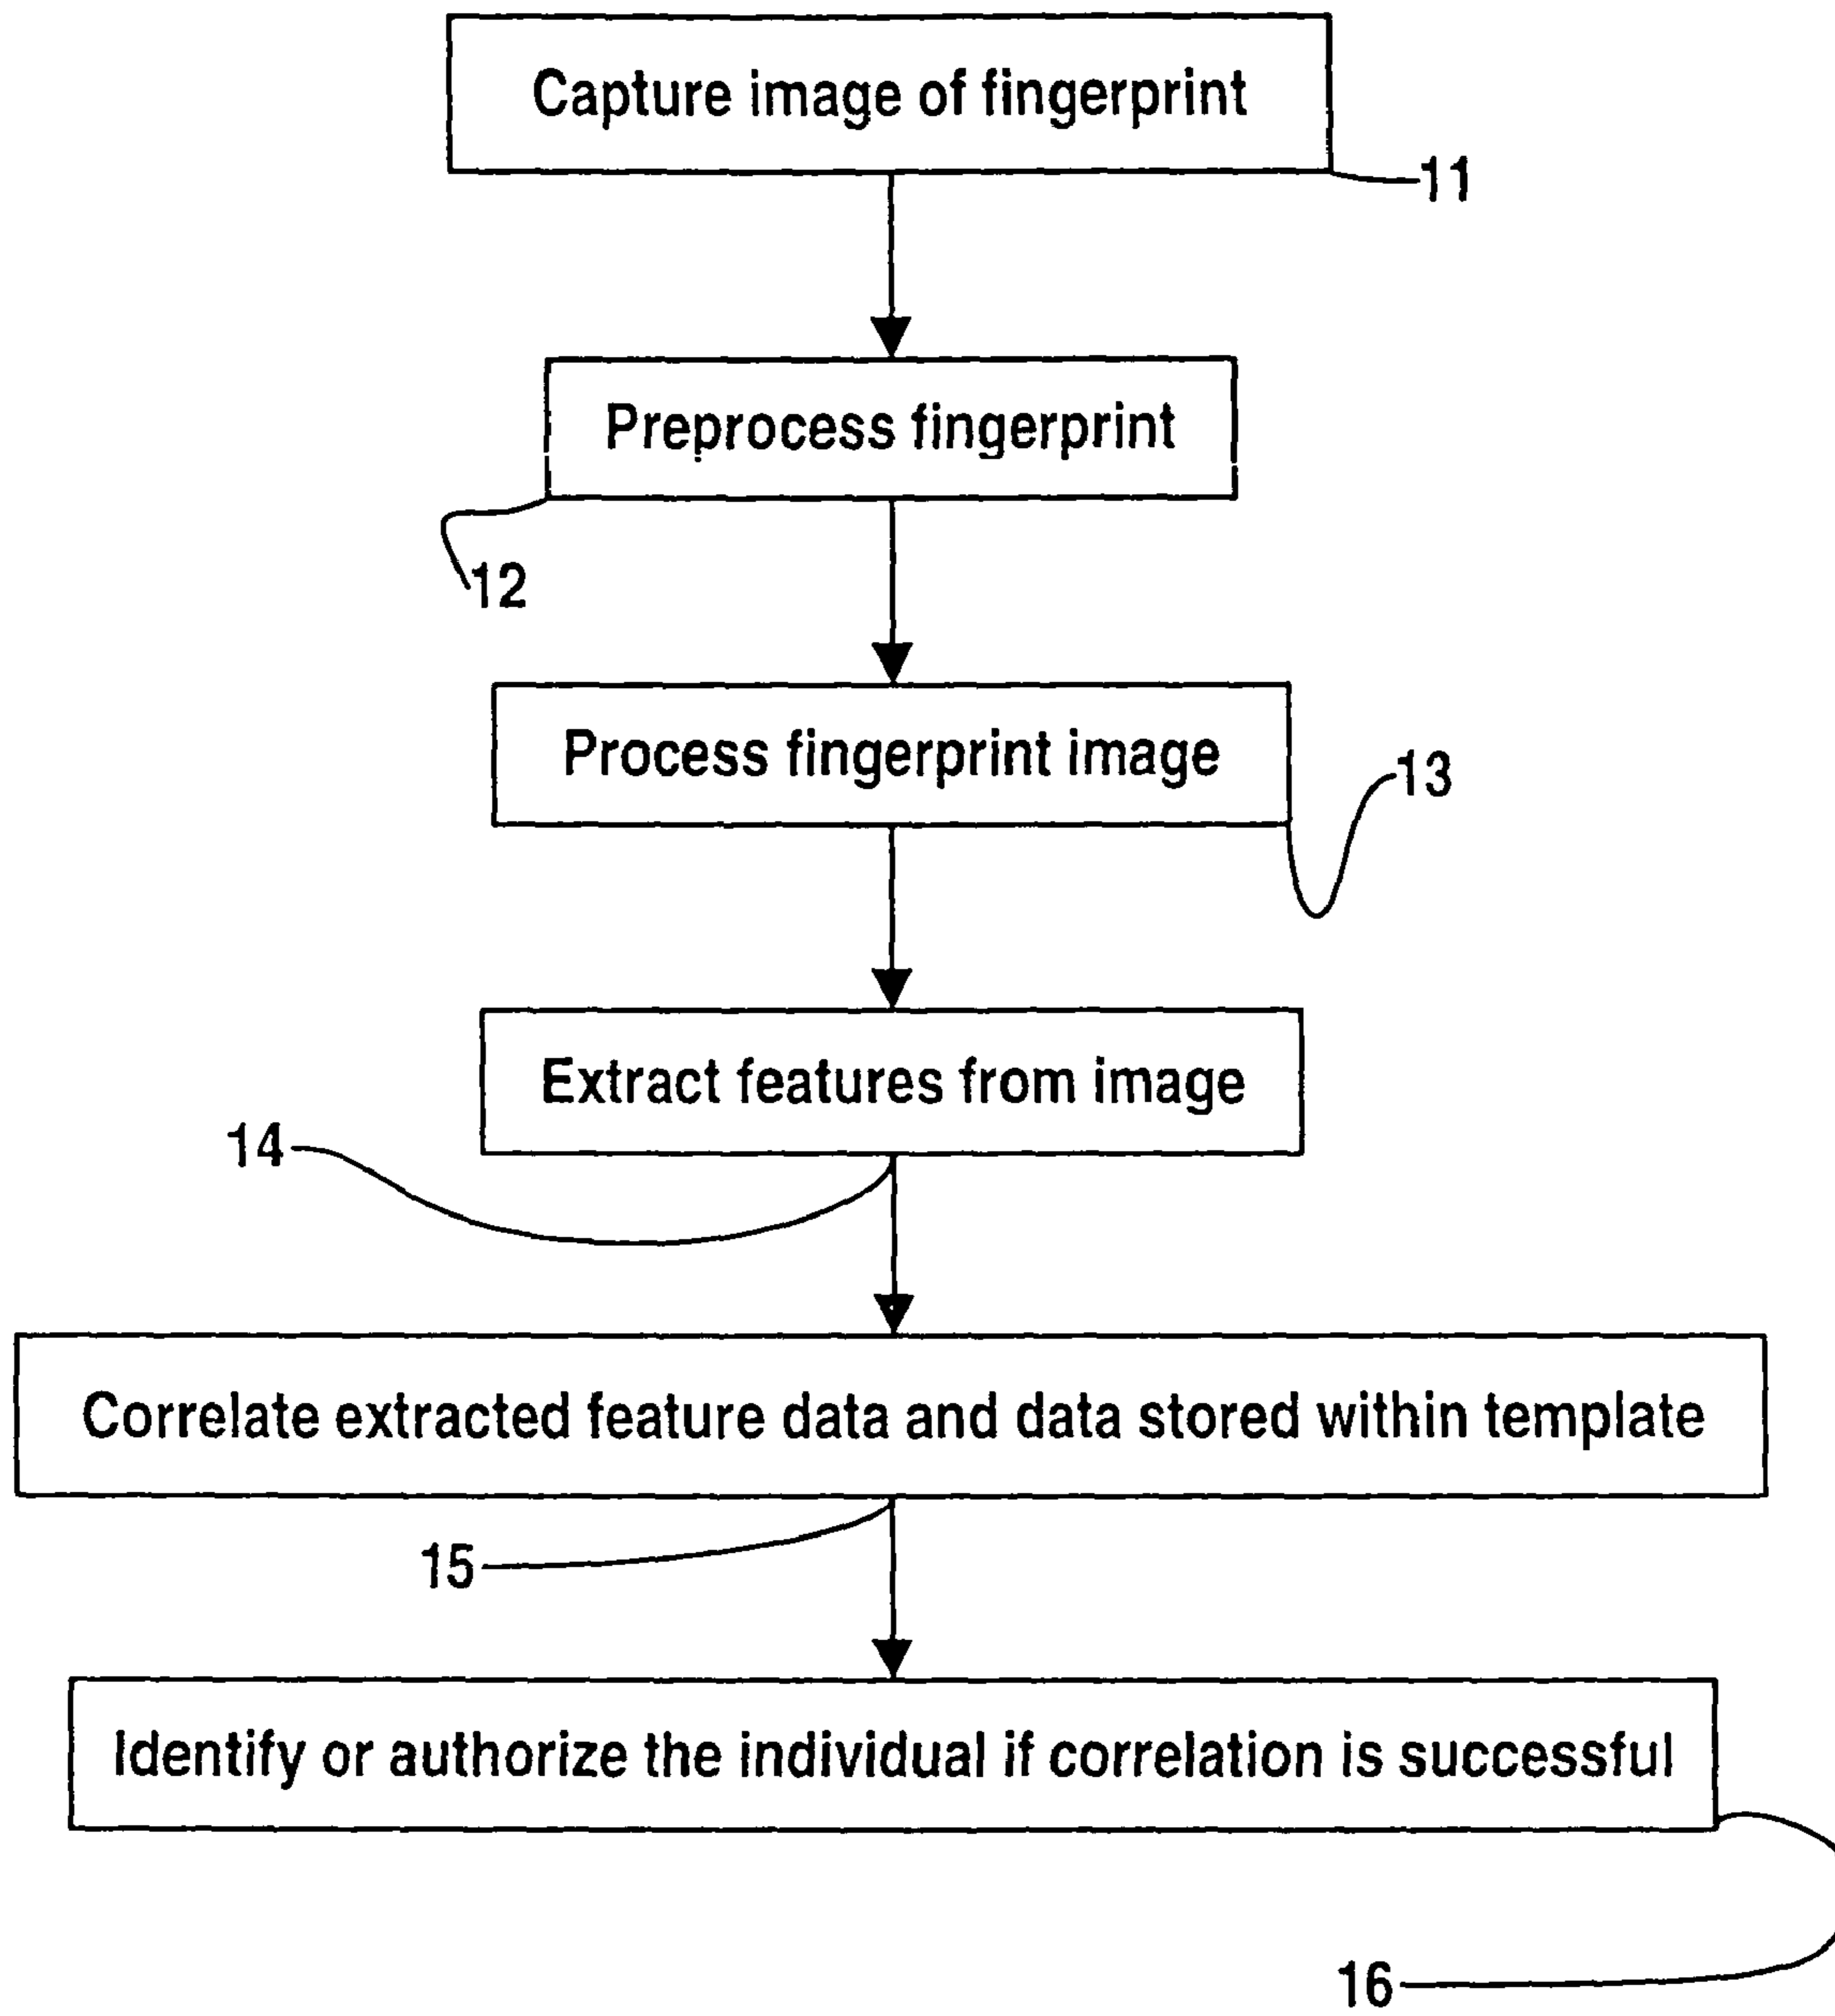 Capture image of fingerprint
11
Preprocess fingerprint
12
Process fingerprint image
13
Extract features from image
14
Correlate extracted feature data and data stored within template
15
Identify or authorize the individual if correlation is successful
16